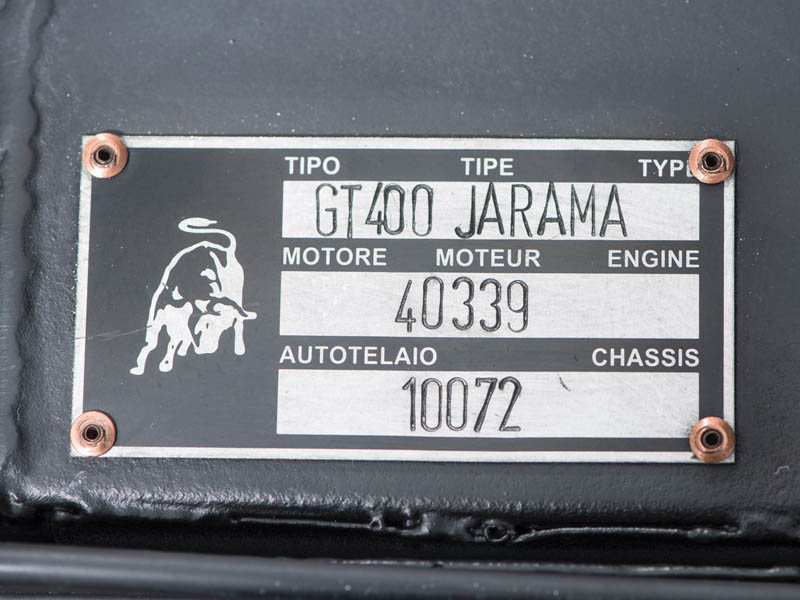 TIPO TIPE TYPE
GT400 JARAMA
MOTORE MOTEUR ENGINE
40339
AUTOTELAIO CHASSIS
10072